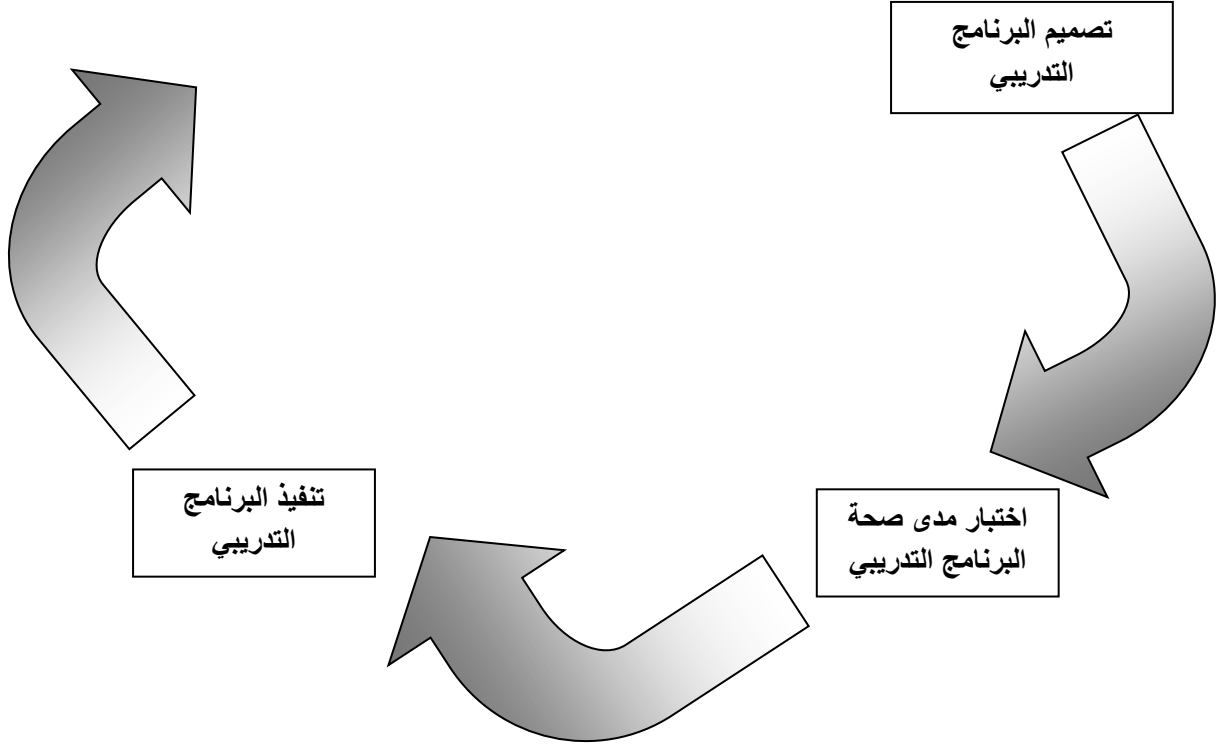 تصميم البرنامج
التدريبي
اختبار مدى صحة
البرنامج التدريبي
تنفيذ البرنامج
التدريبي